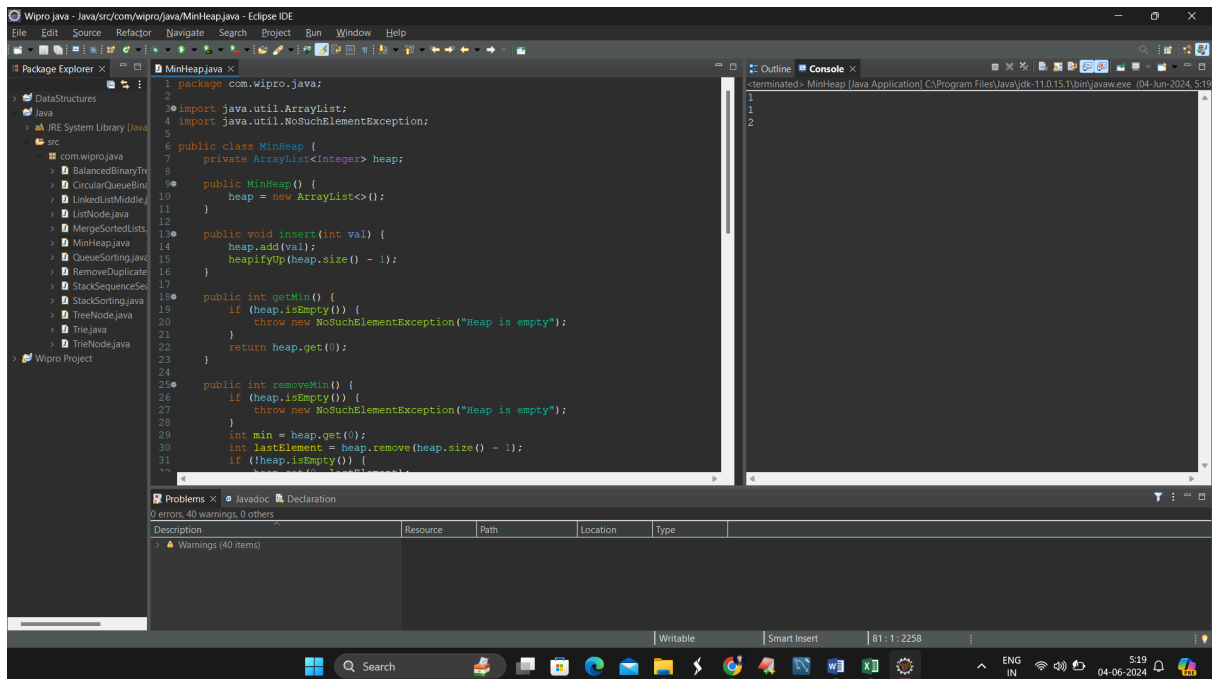 Wipro java - Java/src/com/wipro/java/MinHeap.java - Eclipse IDE
File Edit Source Refactor Navigate Search Project Run Window Help
Package Explorer
DataStructures
Java
JRE System Library [Java
src
com.wipro.java
BalancedBinaryTre
CircularQueueBina
LinkedListMiddle.j
ListNode.java
MergeSortedLists.
MinHeap.java
QueueSorting.java
RemoveDuplicate
StackSequenceSea
StackSorting.java
TreeNode.java
Trie.java
TrieNode.java
Wipro Project
MinHeap.java
1 package com.wipro.java;
2
3 import java.util.ArrayList;
4 import java.util.NoSuchElementException;
5
6 public class MinHeap {
7 private ArrayList<Integer> heap;
8
9 public MinHeap() {
10 heap = new ArrayList<>();
11 }
12
13 public void insert(int val) {
14 heap.add(val);
15 heapifyUp(heap.size() - 1);
16 }
17
18 public int getMin() {
19 if (heap.isEmpty()) {
20 throw new NoSuchElementException("Heap is empty");
21 }
22 return heap.get(0);
23 }
24
25 public int removeMin() {
26 if (heap.isEmpty()) {
27 throw new NoSuchElementException("Heap is empty");
28 }
29 int min = heap.get(0);
30 int lastElement = heap.remove(heap.size() - 1);
31 if (!heap.isEmpty()) {
Outline Console
<terminated> MinHeap [Java Application] C:\Program Files\Java\jdk-11.0.15.1\bin\javaw.exe (04-Jun-2024, 5:19
1
1
2
Problems Javadoc Declaration
0 errors, 40 warnings, 0 others
Description Resource Path Location Type
Warnings (40 items)
Writable Smart Insert 81 : 1 : 2258
Search
ENG
IN
5:19
04-06-2024